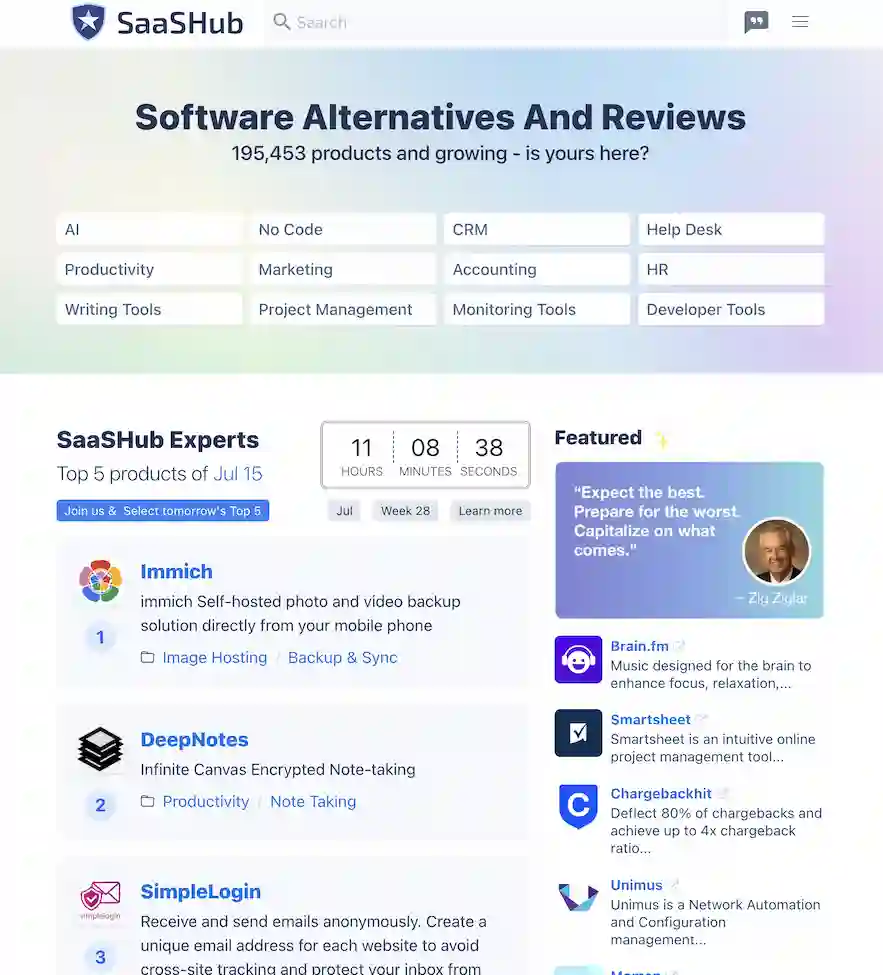 SaaSHub
Search
Software Alternatives And Reviews
195,453 products and growing - is yours here?
AI
No Code
CRM
Help Desk
Productivity
Marketing
Accounting
HR
Writing Tools
Project Management
Monitoring Tools
Developer Tools
SaaSHub Experts
Top 5 products of Jul 15
11 08 38
HOURS MINUTES SECONDS
Join us & Select tomorrow's Top 5
Jul
Week 28
Learn more
Immich
immich Self-hosted photo and video backup
solution directly from your mobile phone
1
Image Hosting / Backup & Sync
DeepNotes
Infinite Canvas Encrypted Note-taking
2
Productivity / Note Taking
simplelogin
SimpleLogin
Receive and send emails anonymously. Create a
unique email address for each website to avoid
3
cross-site tracking and protect your inbox from
Featured
“Expect the best.
Prepare for the worst.
Capitalize on what
comes.”
— Zig Ziglar
Brain.fm
Music designed for the brain to
enhance focus, relaxation,...
Smartsheet
Smartsheet is an intuitive online
project management tool...
Chargebackhit
Deflect 80% of chargebacks and
achieve up to 4x chargeback
ratio...
Unimus
Unimus is a Network Automation
and Configuration
management...